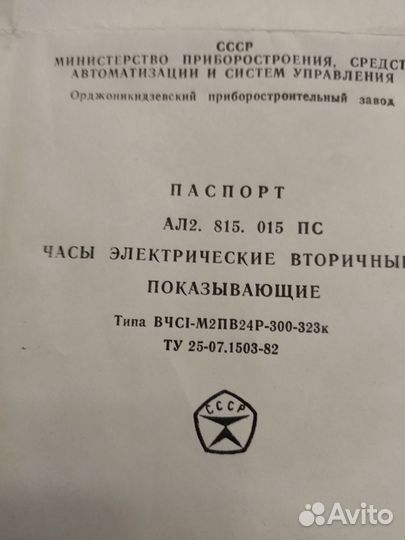 СССР
МИНИСТЕРСТВО ПРИБОРОСТРОЕНИЯ, СРЕДСТ
АВТОМАТИЗАЦИИ И СИСТЕМ УПРАВЛЕНИЯ
Орджоникидзевский приборостроительный завод
ПАСПОРТ
АЛ2. 815. 015 ПС
ЧАСЫ ЭЛЕКТРИЧЕСКИЕ ВТОРИЧНЫЕ
ПОКАЗЫВАЮЩИЕ
Типа ВЧС1-М2ПВ24Р-300-323к
ТУ 25-07.1503-82
СССР
Avito